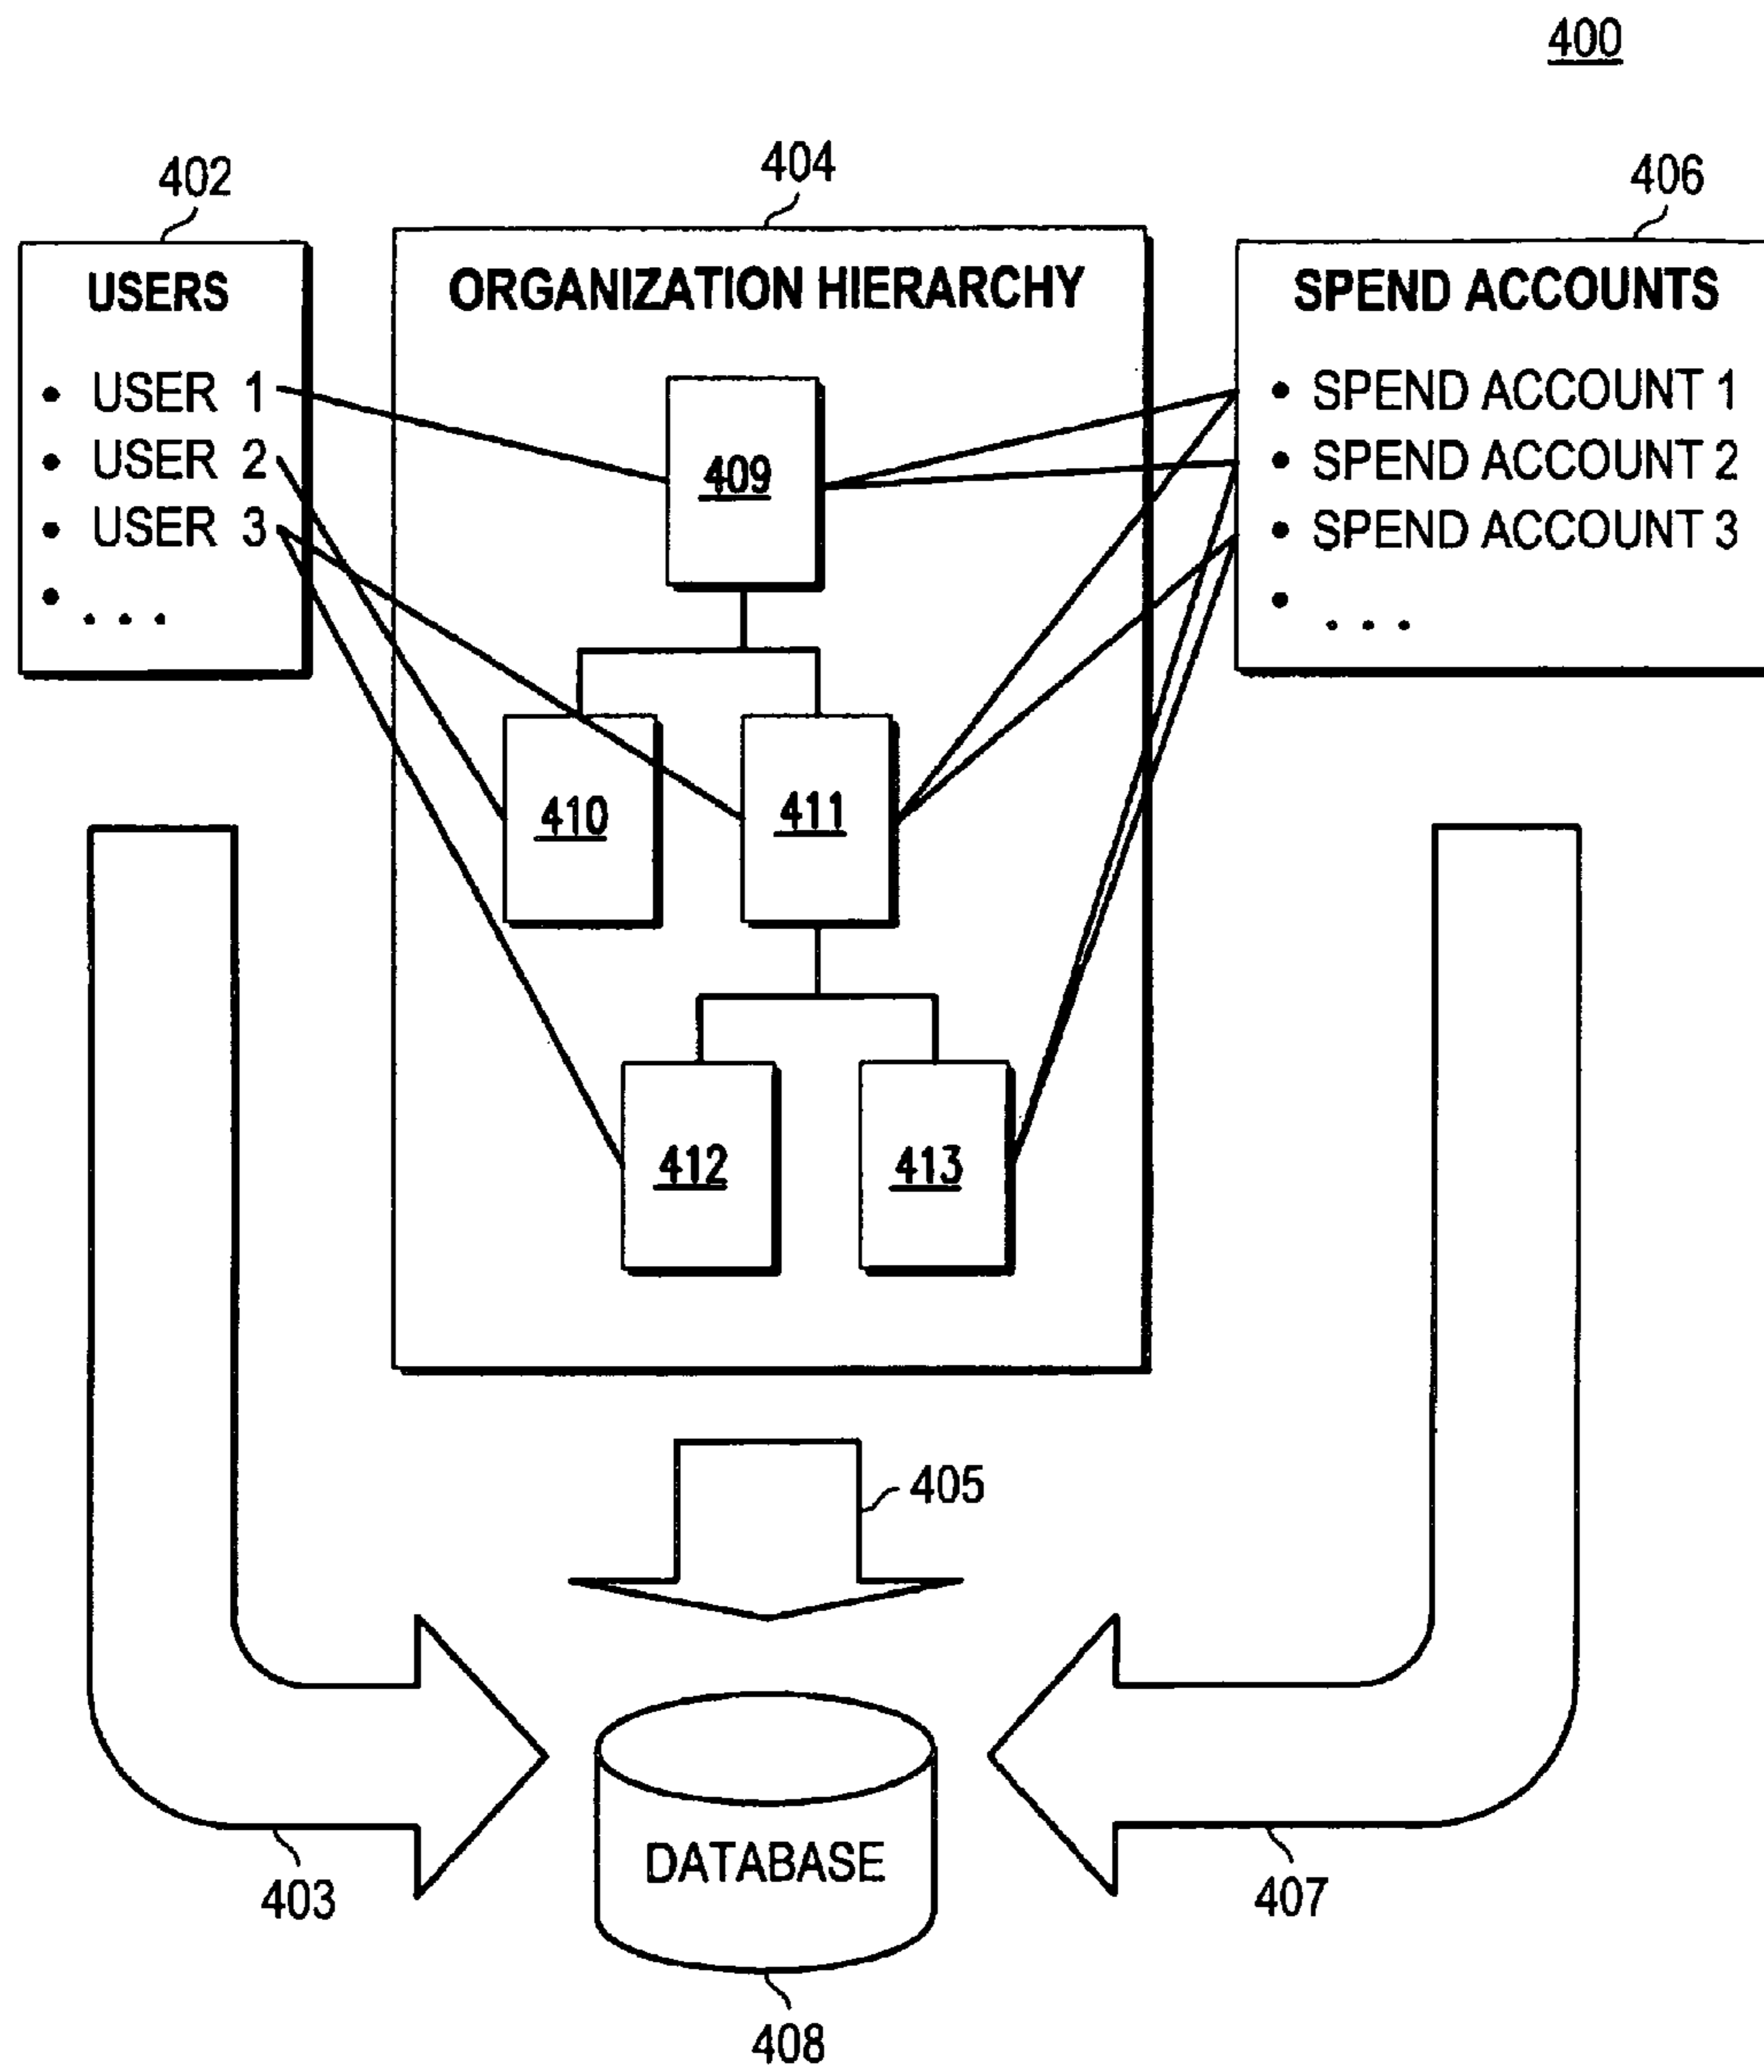 400
402
404
406
USERS
• USER 1
• USER 2
• USER 3
• . . .
ORGANIZATION HIERARCHY
409
410
411
412
413
SPEND ACCOUNTS
• SPEND ACCOUNT 1
• SPEND ACCOUNT 2
• SPEND ACCOUNT 3
• . . .
405
DATABASE
403
407
408